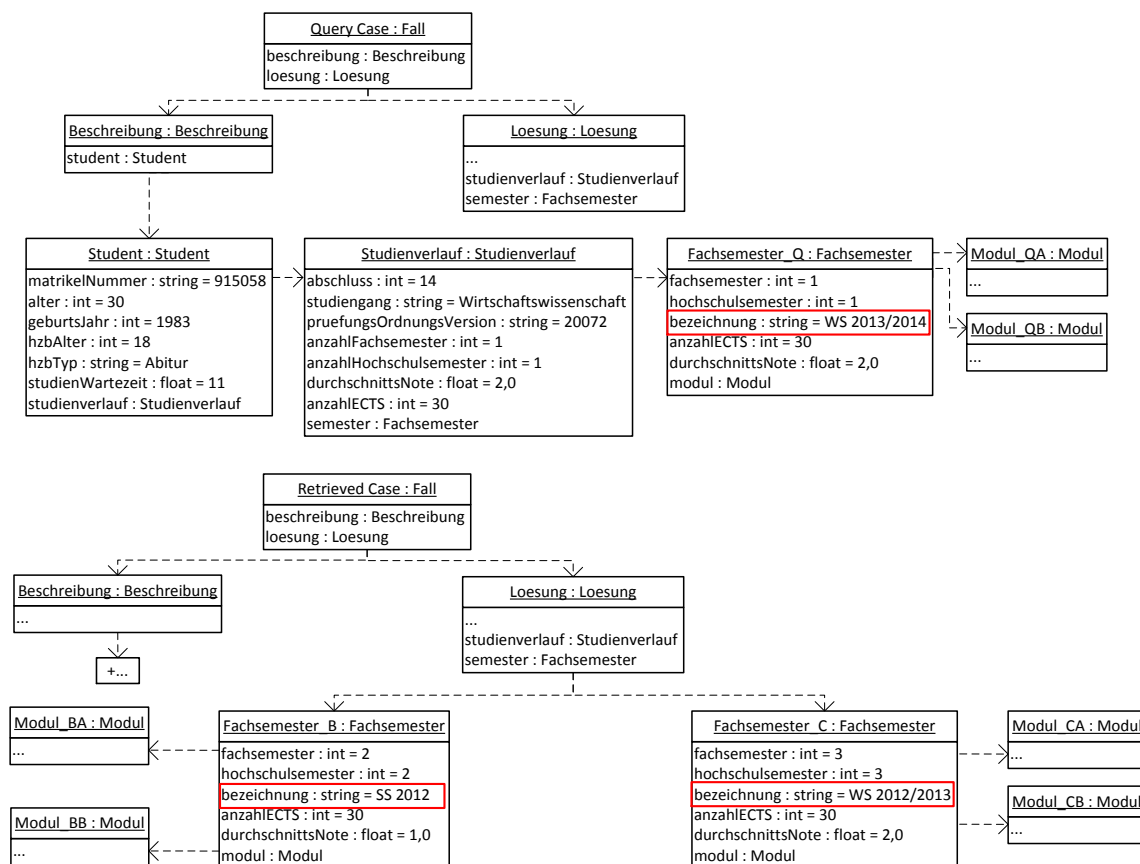 Query Case : Fall
beschreibung : Beschreibung
loesung : Loesung
Beschreibung : Beschreibung
student : Student
Loesung : Loesung
...
studienverlauf : Studienverlauf
semester : Fachsemester
Student : Student
matrikelNummer : string = 915058
alter : int = 30
geburtsJahr : int = 1983
hzbAlter : int = 18
hzbTyp : string = Abitur
studienWartezeit : float = 11
studienverlauf : Studienverlauf
Studienverlauf : Studienverlauf
abschluss : int = 14
studiengang : string = Wirtschaftswissenschaft
pruefungsOrdnungsVersion : string = 20072
anzahlFachsemester : int = 1
anzahlHochschulsemester : int = 1
durchschnittsNote : float = 2,0
anzahlECTS : int = 30
semester : Fachsemester
Fachsemester_Q : Fachsemester
fachsemester : int = 1
hochschulsemester : int = 1
bezeichnung : string = WS 2013/2014
anzahlECTS : int = 30
durchschnittsNote : float = 2,0
modul : Modul
Modul_QA : Modul
...
Modul_QB : Modul
...
Retrieved Case : Fall
beschreibung : Beschreibung
loesung : Loesung
Beschreibung : Beschreibung
...
+...
Loesung : Loesung
...
studienverlauf : Studienverlauf
semester : Fachsemester
Modul_BA : Modul
...
Modul_BB : Modul
...
Fachsemester_B : Fachsemester
fachsemester : int = 2
hochschulsemester : int = 2
bezeichnung : string = SS 2012
anzahlECTS : int = 30
durchschnittsNote : float = 1,0
modul : Modul
Fachsemester_C : Fachsemester
fachsemester : int = 3
hochschulsemester : int = 3
bezeichnung : string = WS 2012/2013
anzahlECTS : int = 30
durchschnittsNote : float = 2,0
modul : Modul
Modul_CA : Modul
...
Modul_CB : Modul
...